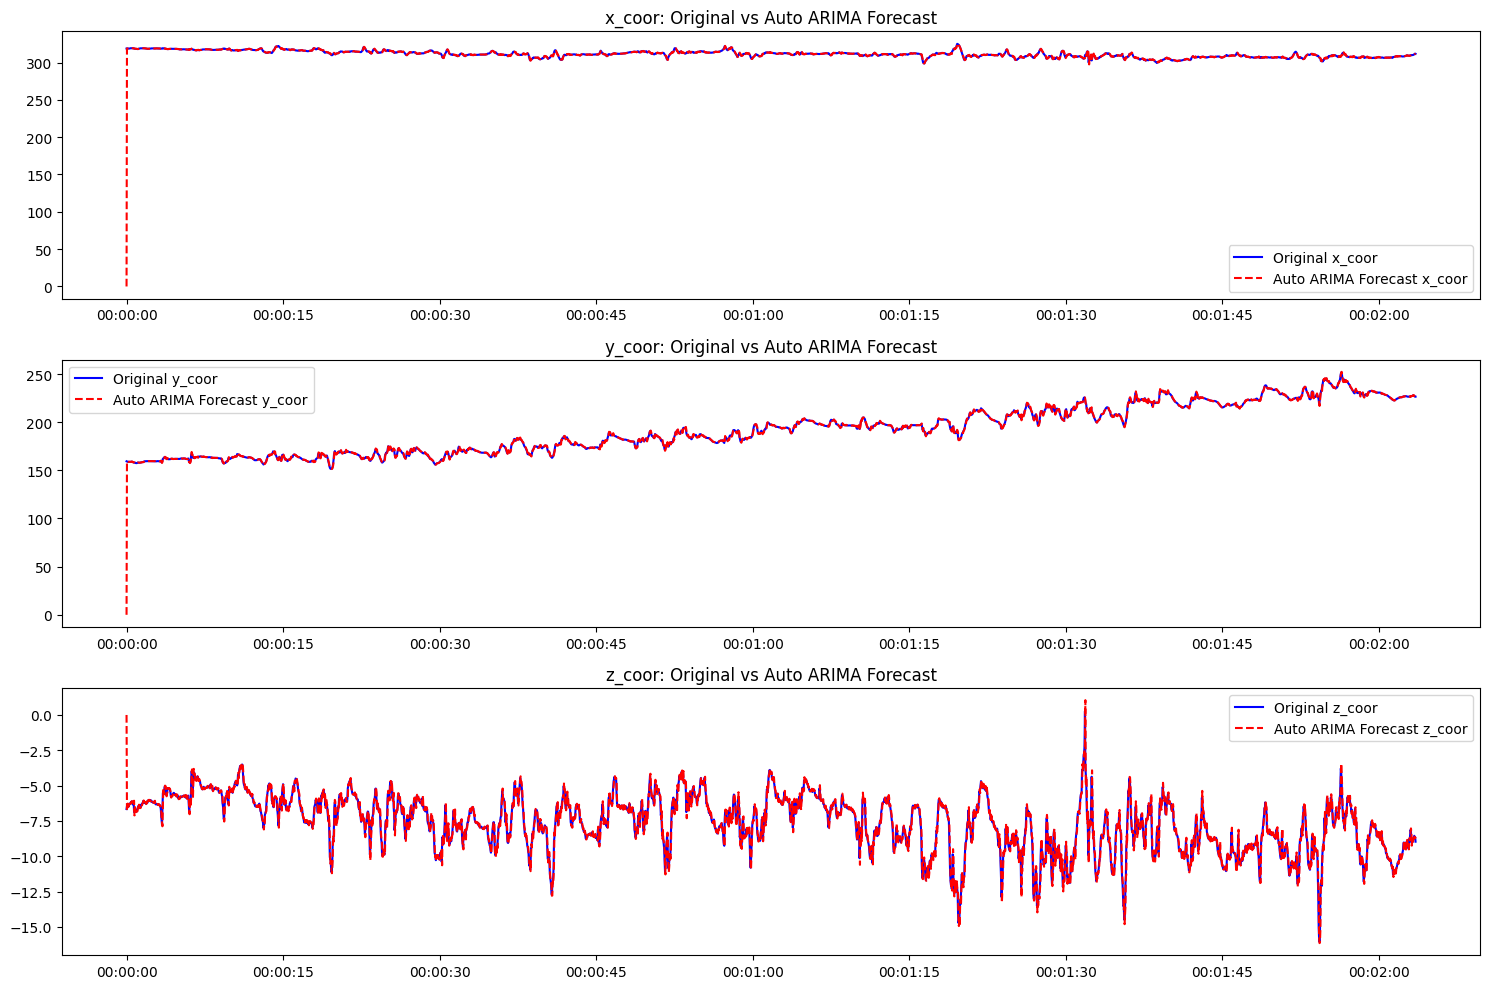 x_coor: Original vs Auto ARIMA Forecast
300
250
200
150
100
50
0
Original x_coor
Auto ARIMA Forecast x_coor
00:00:00 00:00:15 00:00:30 00:00:45 00:01:00 00:01:15 00:01:30 00:01:45 00:02:00
y_coor: Original vs Auto ARIMA Forecast
250
200
150
100
50
0
Original y_coor
Auto ARIMA Forecast y_coor
00:00:00 00:00:15 00:00:30 00:00:45 00:01:00 00:01:15 00:01:30 00:01:45 00:02:00
z_coor: Original vs Auto ARIMA Forecast
0.0
−2.5
−5.0
−7.5
−10.0
−12.5
−15.0
Original z_coor
Auto ARIMA Forecast z_coor
00:00:00 00:00:15 00:00:30 00:00:45 00:01:00 00:01:15 00:01:30 00:01:45 00:02:00